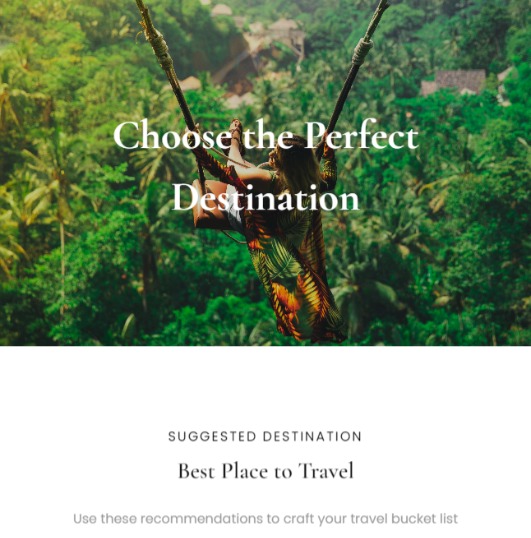 Choose the Perfect
Destination
SUGGESTED DESTINATION
Best Place to Travel
Use these recommendations to craft your travel bucket list